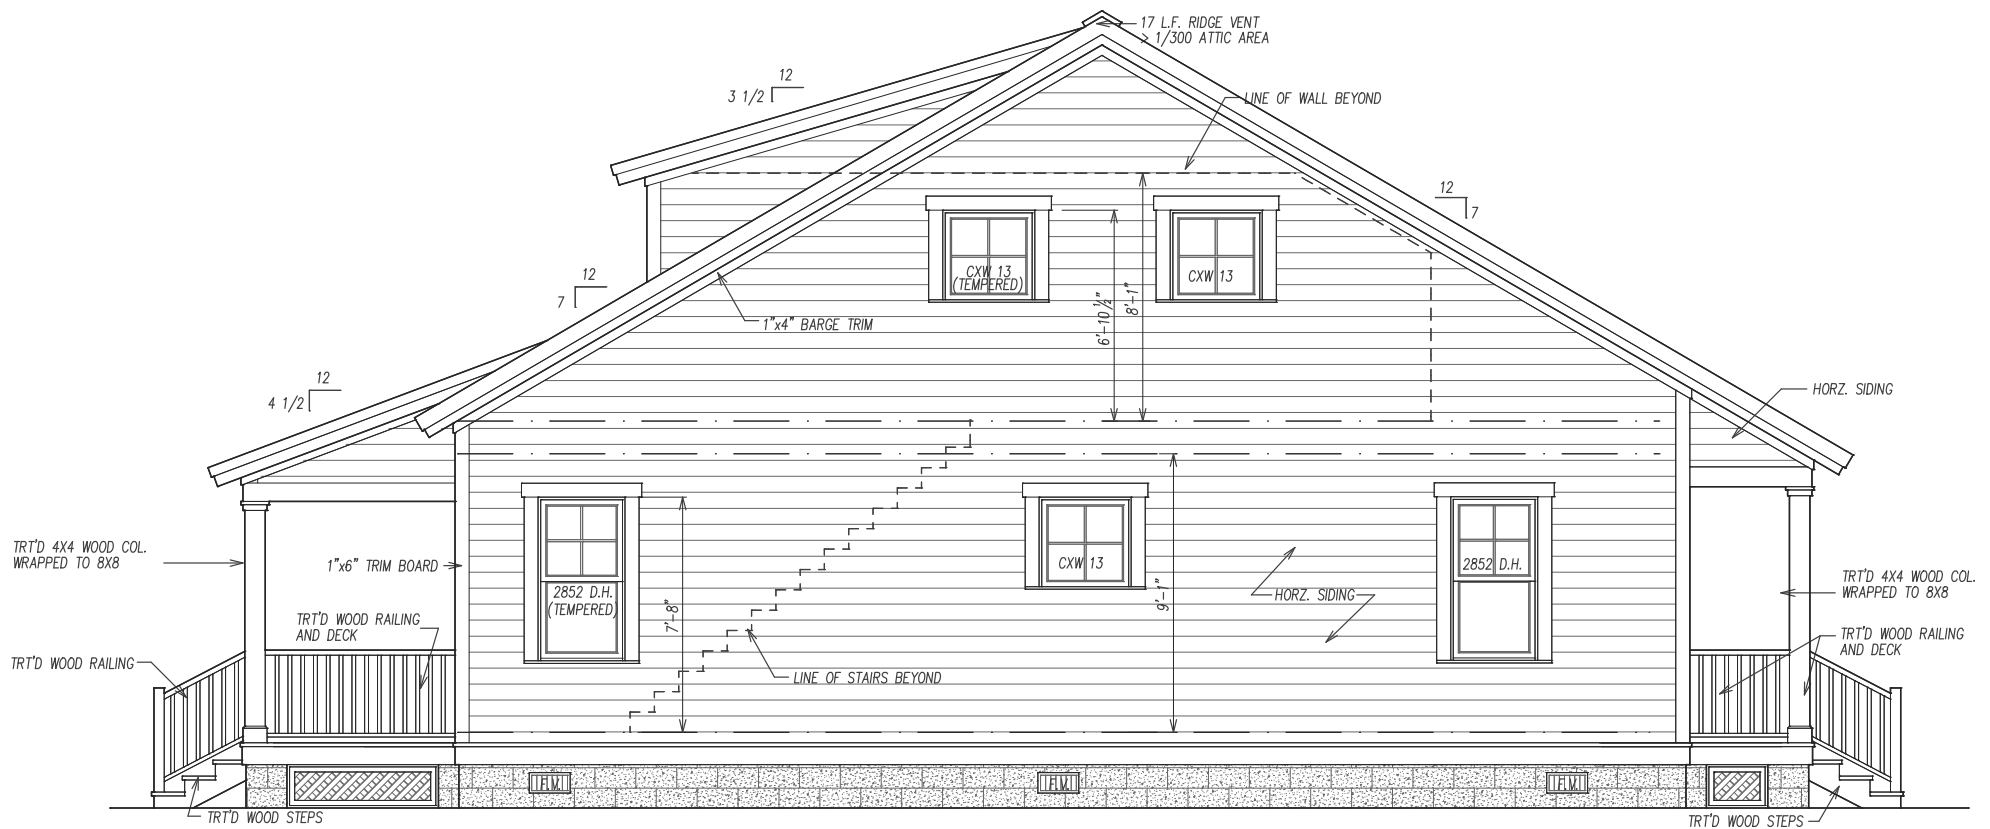 17 L.F. RIDGE VENT
> 1/300 ATTIC AREA
12
3 1/2
LINE OF WALL BEYOND
12
7
CXW 13
(TEMPERED)
CXW 13
12
7
6'-10 1/2"
8'-1"
1"x4" BARGE TRIM
12
4 1/2
HORZ. SIDING
TRT'D 4X4 WOOD COL.
WRAPPED TO 8X8
1"x6" TRIM BOARD
2852 D.H.
(TEMPERED)
7'-8"
CXW 13
9'-1"
HORZ. SIDING
2852 D.H.
TRT'D 4X4 WOOD COL.
WRAPPED TO 8X8
TRT'D WOOD RAILING
AND DECK
TRT'D WOOD RAILING
AND DECK
TRT'D WOOD RAILING
LINE OF STAIRS BEYOND
F.M.
F.M.
F.M.
TRT'D WOOD STEPS
TRT'D WOOD STEPS